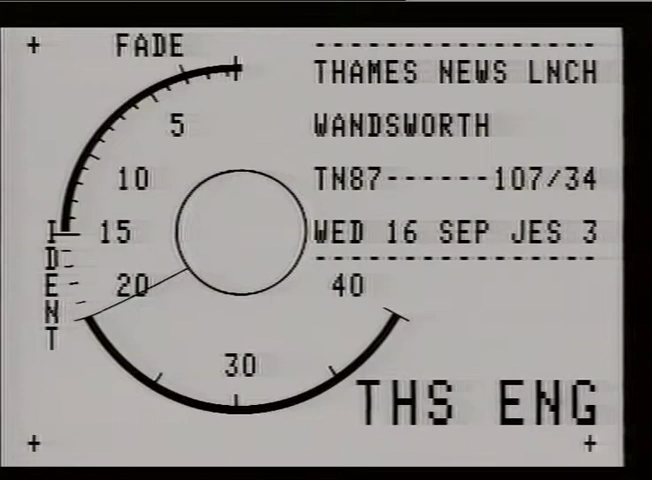 FADE
THAMES NEWS LNCH
WANDSWORTH
TN87------107/34
WED 16 SEP JES 3
5
10
15
20
30
40
IDENT
THS ENG